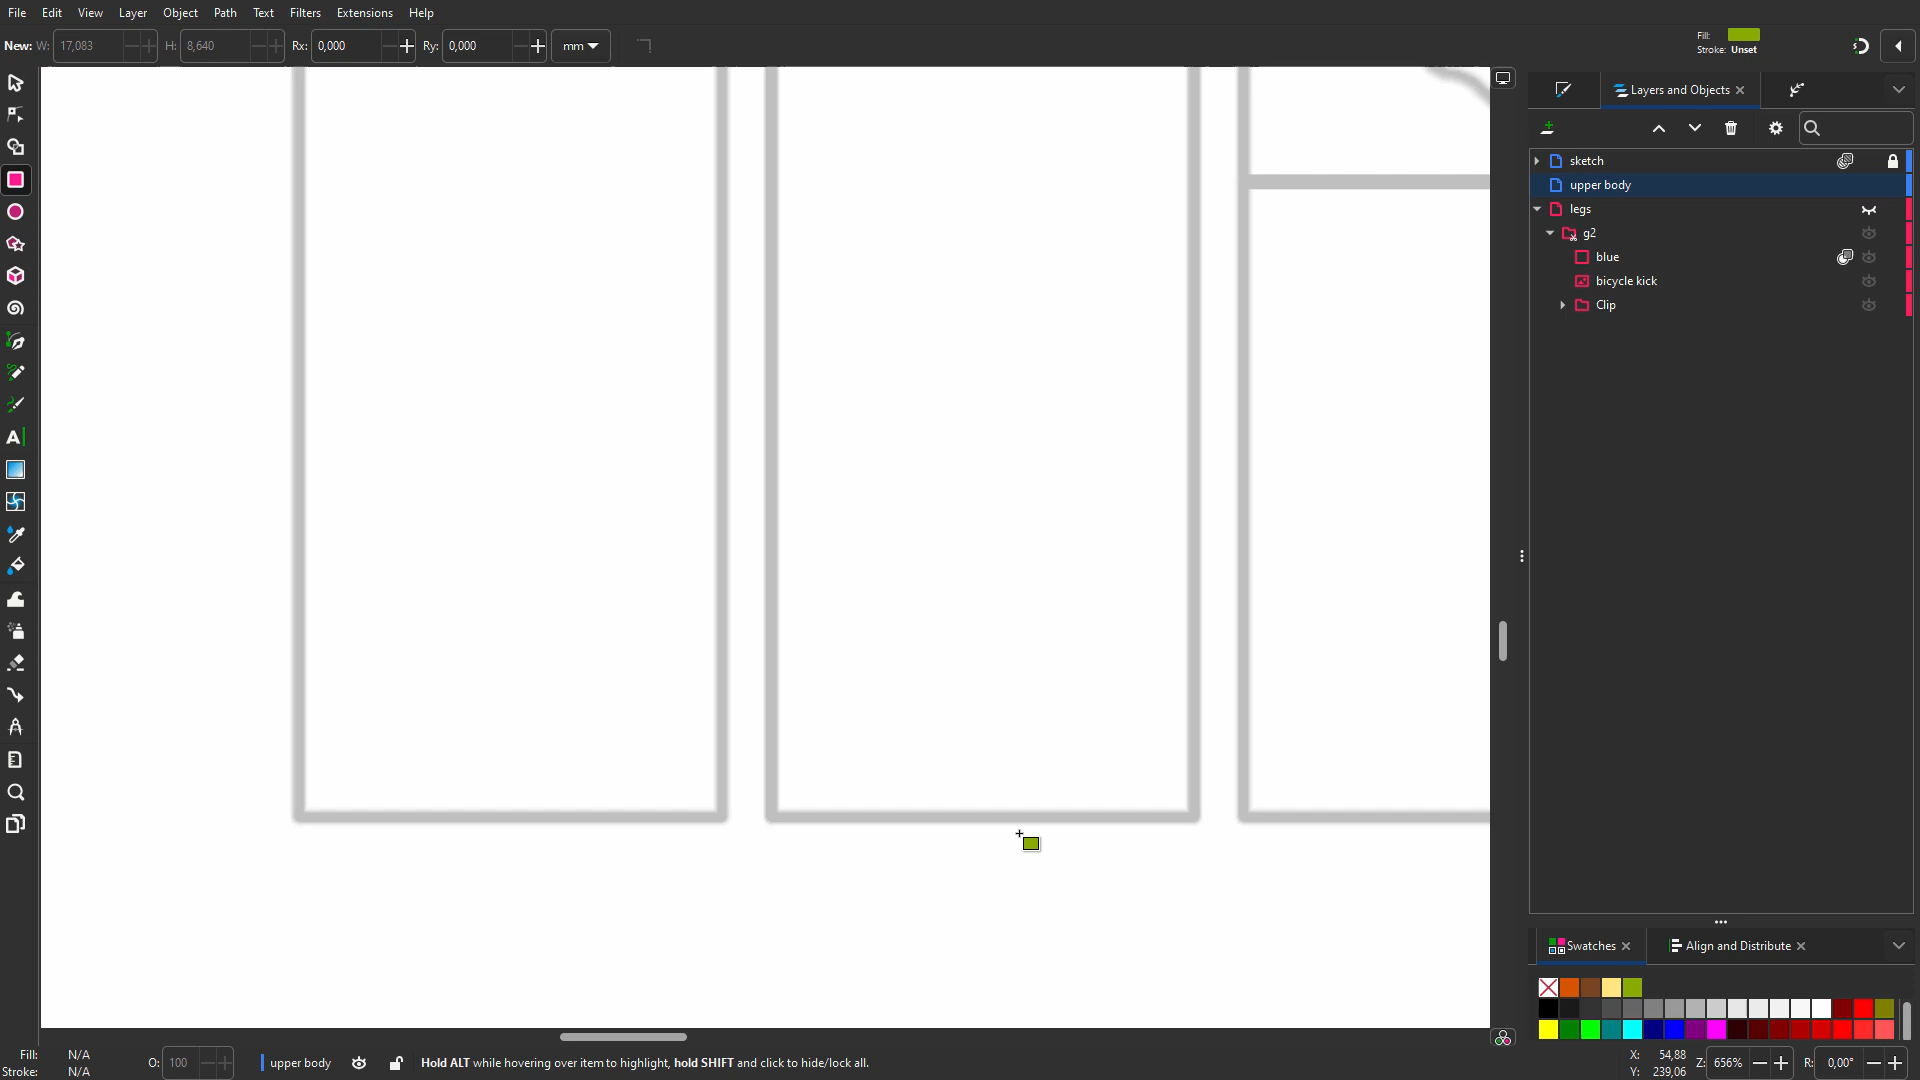 File Edit View Layer Object Path Text Filters Extensions Help
New: W: 17,083 H: 8,640 Rx: 0,000 Ry: 0,000 mm
Fill:
Stroke: Unset
Layers and Objects
sketch
upper body
legs
g2
blue
bicycle kick
Clip
Swatches
Align and Distribute
Fill: N/A
Stroke: N/A
O: 100
upper body
Hold ALT while hovering over item to highlight, hold SHIFT and click to hide/lock all.
X: 54,88
Y: 239,06
Z: 656%
R: 0,00°